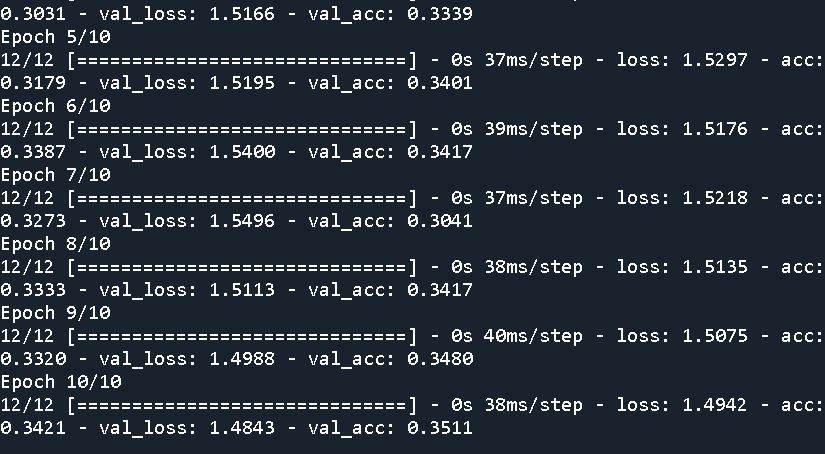 0.3031 - val_loss: 1.5166 - val_acc: 0.3339
Epoch 5/10
12/12 [==============================] - 0s 37ms/step - loss: 1.5297 - acc:
0.3179 - val_loss: 1.5195 - val_acc: 0.3401
Epoch 6/10
12/12 [==============================] - 0s 39ms/step - loss: 1.5176 - acc:
0.3387 - val_loss: 1.5400 - val_acc: 0.3417
Epoch 7/10
12/12 [==============================] - 0s 37ms/step - loss: 1.5218 - acc:
0.3273 - val_loss: 1.5496 - val_acc: 0.3041
Epoch 8/10
12/12 [==============================] - 0s 38ms/step - loss: 1.5135 - acc:
0.3333 - val_loss: 1.5113 - val_acc: 0.3417
Epoch 9/10
12/12 [==============================] - 0s 40ms/step - loss: 1.5075 - acc:
0.3320 - val_loss: 1.4988 - val_acc: 0.3480
Epoch 10/10
12/12 [==============================] - 0s 38ms/step - loss: 1.4942 - acc:
0.3421 - val_loss: 1.4843 - val_acc: 0.3511